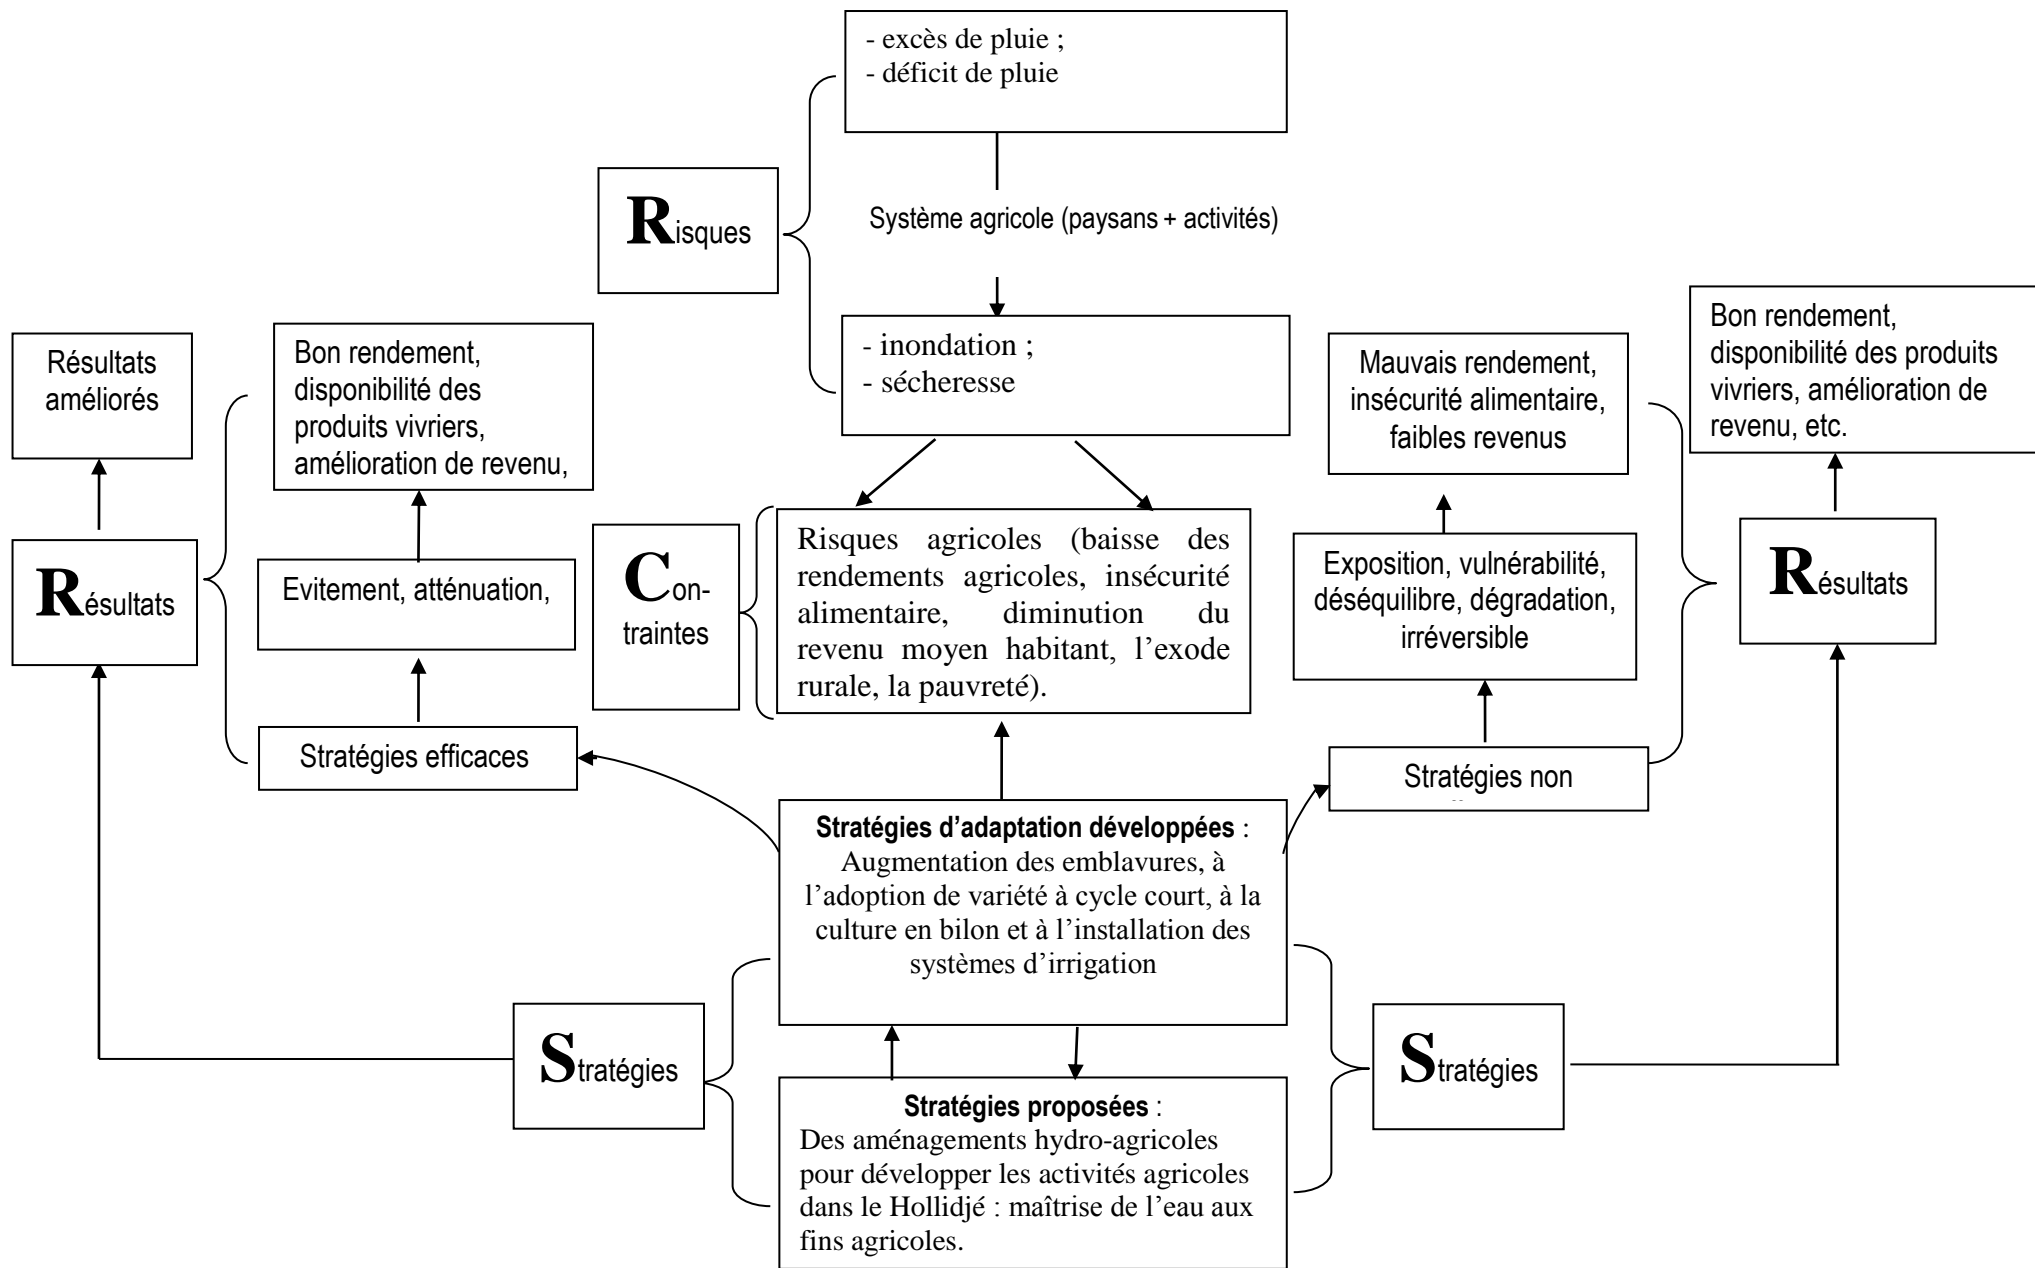 - excès de pluie ;
- déficit de pluie
Risques
Système agricole (paysans + activités)
- inondation ;
- sécheresse
Résultats
améliorés
Bon rendement,
disponibilité des
produits vivriers,
amélioration de revenu,
Mauvais rendement,
insécurité alimentaire,
faibles revenus
Bon rendement,
disponibilité des produits
vivriers, amélioration de
revenu, etc.
Résultats
Evitement, atténuation,
Con-
traintes
Risques agricoles (baisse des
rendements agricoles, insécurité
alimentaire, diminution du
revenu moyen habitant, l’exode
rurale, la pauvreté).
Exposition, vulnérabilité,
déséquilibre, dégradation,
irréversible
Résultats
Stratégies efficaces
Stratégies non
Stratégies d’adaptation développées :
Augmentation des emblavures, à
l’adoption de variété à cycle court, à la
culture en bilon et à l’installation des
systèmes d’irrigation
Stratégies
Stratégies
Stratégies proposées :
Des aménagements hydro-agricoles
pour développer les activités agricoles
dans le Hollidjé : maîtrise de l’eau aux
fins agricoles.